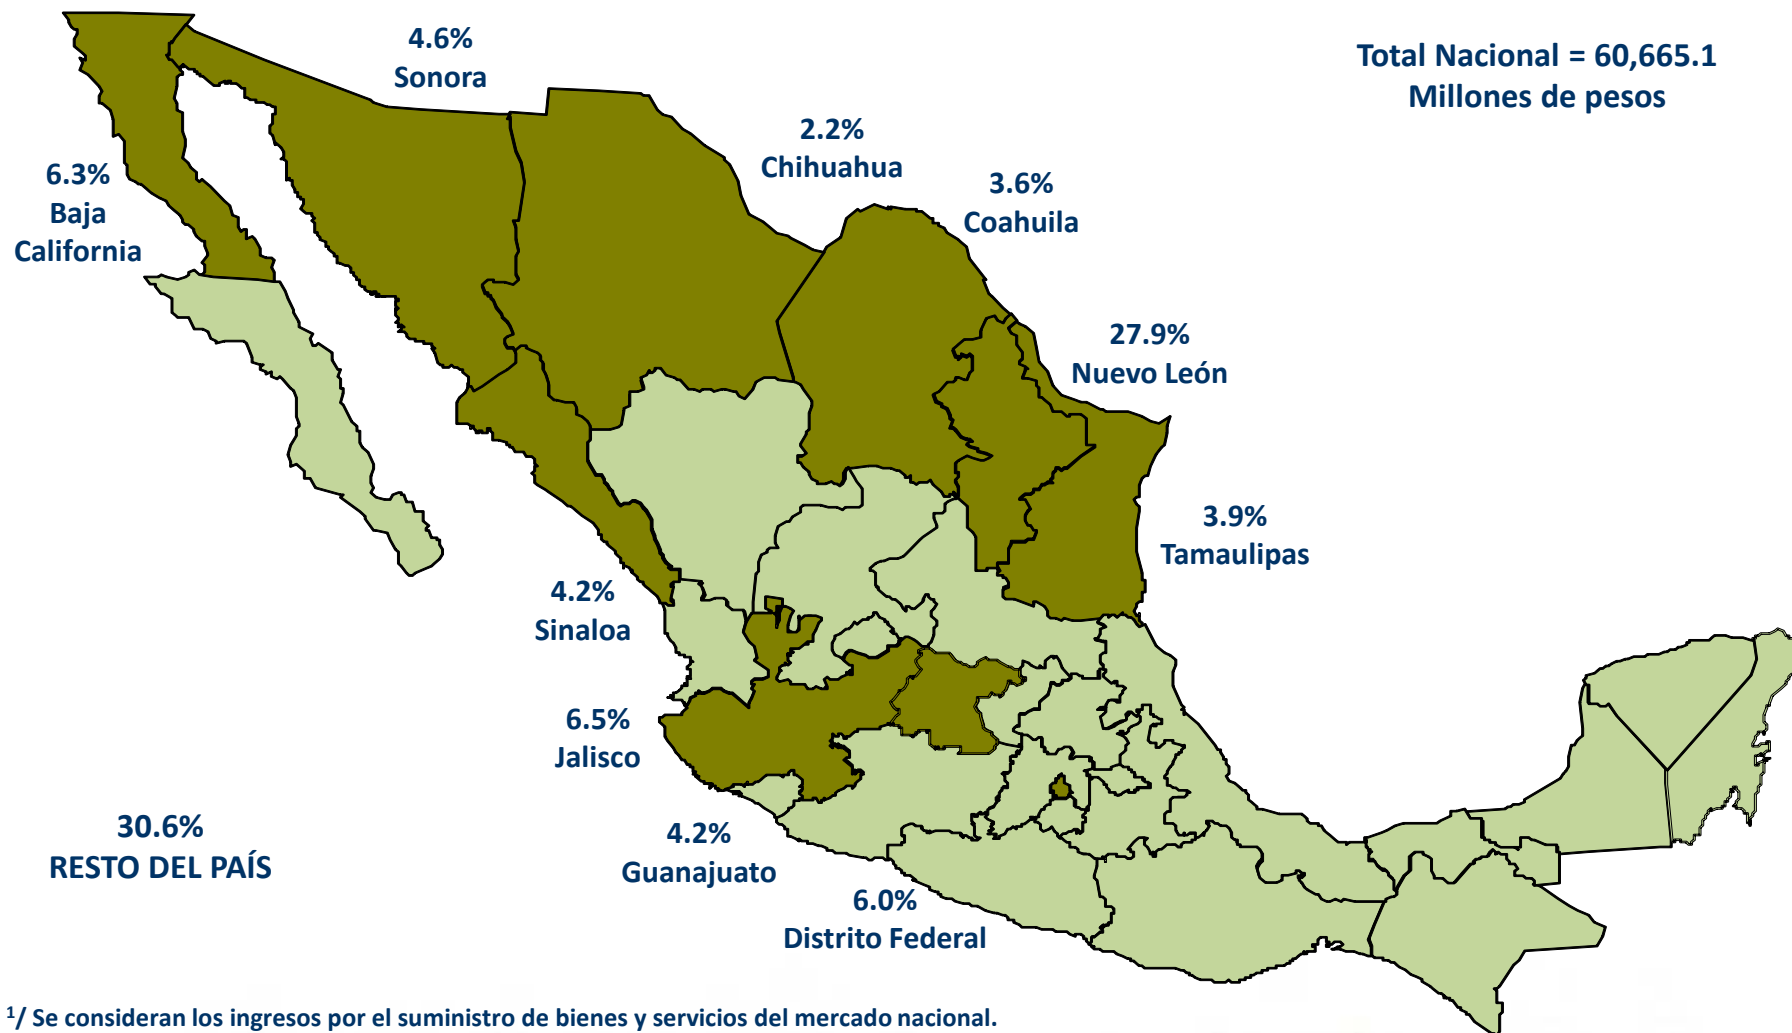 4.6%
Sonora
Total Nacional = 60,665.1
Millones de pesos
2.2%
Chihuahua
6.3%
Baja
California
3.6%
Coahuila
27.9%
Nuevo León
3.9%
Tamaulipas
4.2%
Sinaloa
6.5%
Jalisco
30.6%
RESTO DEL PAÍS
4.2%
Guanajuato
6.0%
Distrito Federal
1/ Se consideran los ingresos por el suministro de bienes y servicios del mercado nacional.